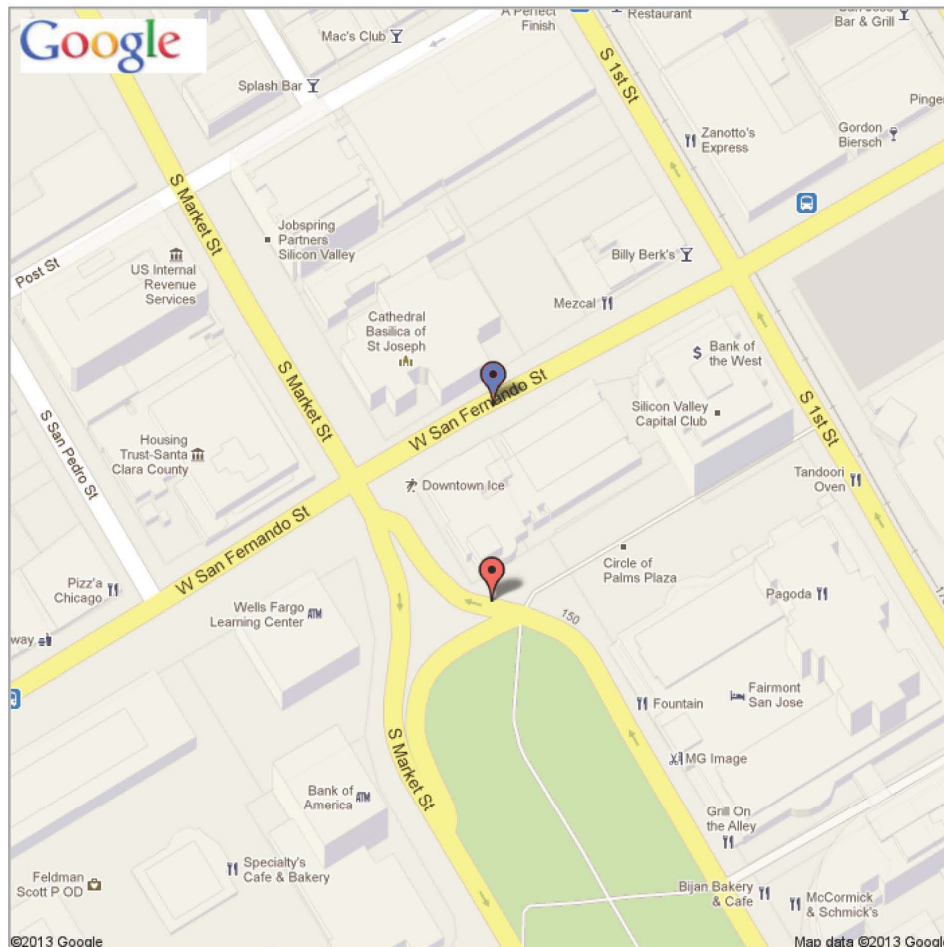 Google
Mac's Club
A Perfect
Finish
Restaurant
San Jose
Bar & Grill
Splash Bar
S 1st St
Zanotto's
Express
Gordon
Biersch
S Market St
Jobspring
Partners
Silicon Valley
Post St
US Internal
Revenue
Services
Billy Berk's
Mezcal
Cathedral
Basilica of
St Joseph
Bank of
the West
S Market St
W San Fernando St
Silicon Valley
Capital Club
S 1st St
S San Pedro St
Housing
Trust-Santa
Clara County
Downtown Ice
Tandoori
Oven
W San Fernando St
Circle of
Palms Plaza
Pizz'a
Chicago
Wells Fargo
Learning Center
ATM
150
Pagoda
way
Fountain
Fairmont
San Jose
S Market St
MG Image
Bank of
America
ATM
Grill On
the Alley
Feldman
Scott P OD
Specialty's
Cafe & Bakery
Bijan Bakery
& Cafe
McCormick
& Schmick's
©2013 Google
Map data ©2013 Google